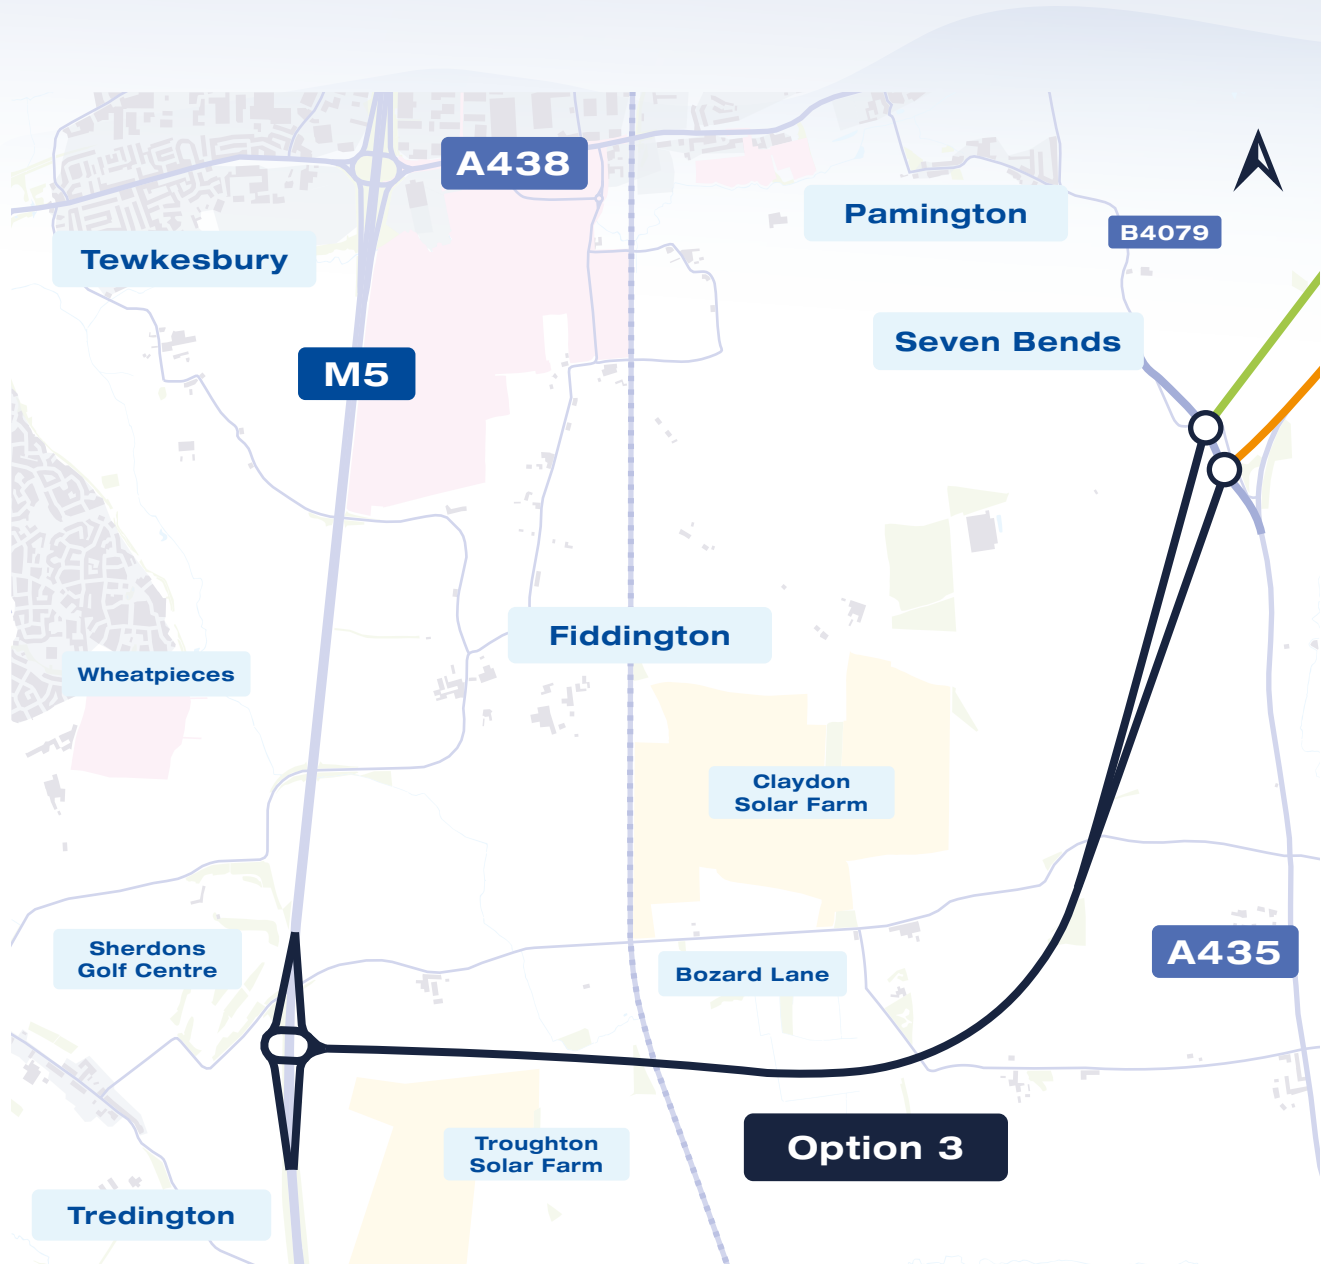 A438
Pamington
B4079
Tewkesbury
Seven Bends
M5
Fiddington
Wheatpieces
Claydon
Solar Farm
A435
Sherdons
Golf Centre
Bozard Lane
Option 3
Troughton
Solar Farm
Tredington